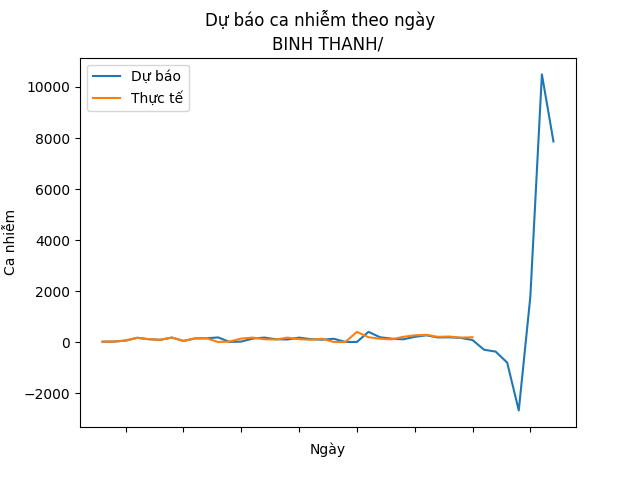 Dự báo ca nhiễm theo ngày
BINH THANH/
Dự báo
Thực tế
10000
8000
6000
4000
2000
0
−2000
Ca nhiễm
Ngày